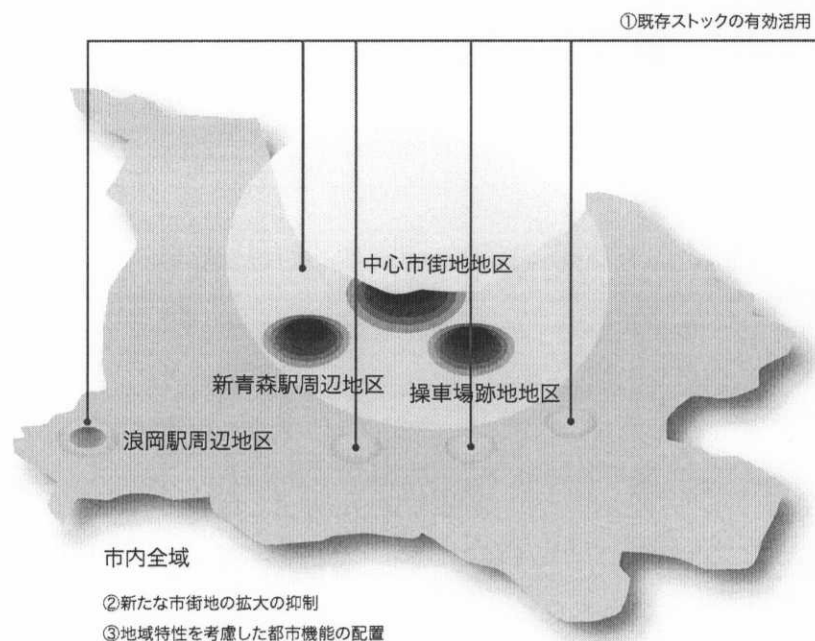 ①既存ストックの有効活用
中心市街地地区
新青森駅周辺地区
操車場跡地地区
浪岡駅周辺地区
市内全域
②新たな市街地の拡大の抑制
③地域特性を考慮した都市機能の配置